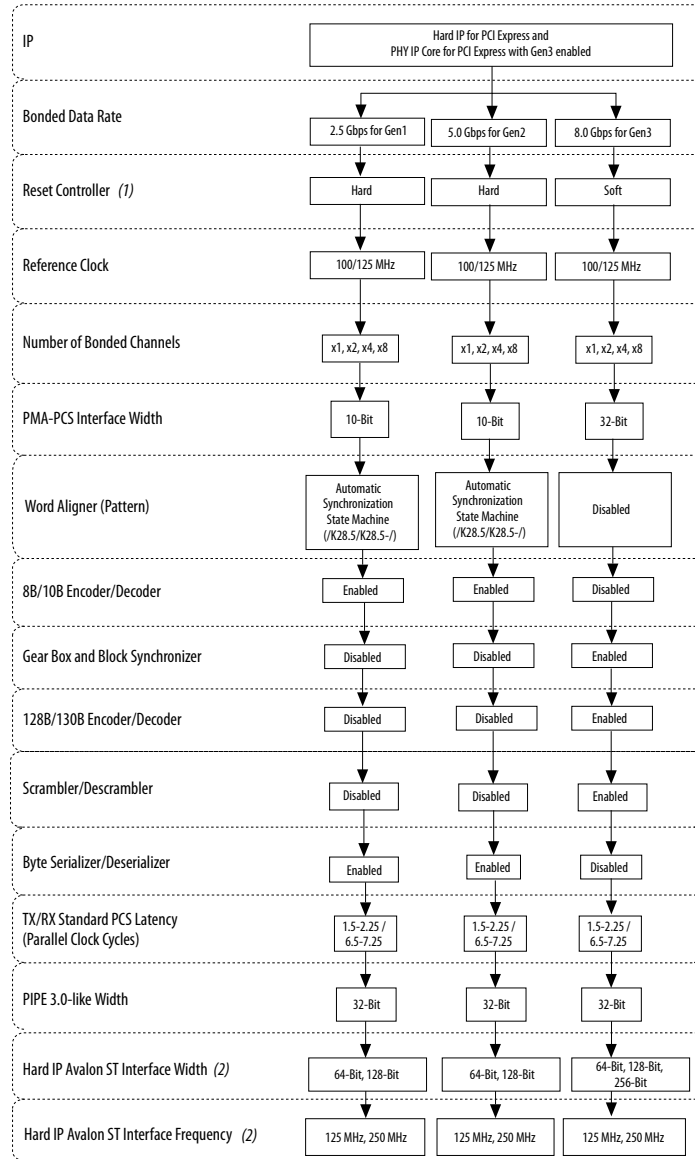 IP
Hard IP for PCI Express and
PHY IP Core for PCI Express with Gen3 enabled
Bonded Data Rate
2.5 Gbps for Gen1
5.0 Gbps for Gen2
8.0 Gbps for Gen3
Reset Controller (1)
Hard
Hard
Soft
Reference Clock
100/125 MHz
100/125 MHz
100/125 MHz
Number of Bonded Channels
x1, x2, x4, x8
x1, x2, x4, x8
x1, x2, x4, x8
PMA-PCS Interface Width
10-Bit
10-Bit
32-Bit
Word Aligner (Pattern)
Automatic
Synchronization
State Machine
(/K28.5/K28.5-/)
Automatic
Synchronization
State Machine
(/K28.5/K28.5-/)
Disabled
8B/10B Encoder/Decoder
Enabled
Enabled
Disabled
Gear Box and Block Synchronizer
Disabled
Disabled
Enabled
128B/130B Encoder/Decoder
Disabled
Disabled
Enabled
Scrambler/Descrambler
Disabled
Disabled
Enabled
Byte Serializer/Deserializer
Enabled
Enabled
Disabled
TX/RX Standard PCS Latency
(Parallel Clock Cycles)
1.5-2.25 /
6.5-7.25
1.5-2.25 /
6.5-7.25
1.5-2.25 /
6.5-7.25
PIPE 3.0-like Width
32-Bit
32-Bit
32-Bit
Hard IP Avalon ST Interface Width (2)
64-Bit, 128-Bit
64-Bit, 128-Bit
64-Bit, 128-Bit,
256-Bit
Hard IP Avalon ST Interface Frequency (2)
125 MHz, 250 MHz
125 MHz, 250 MHz
125 MHz, 250 MHz